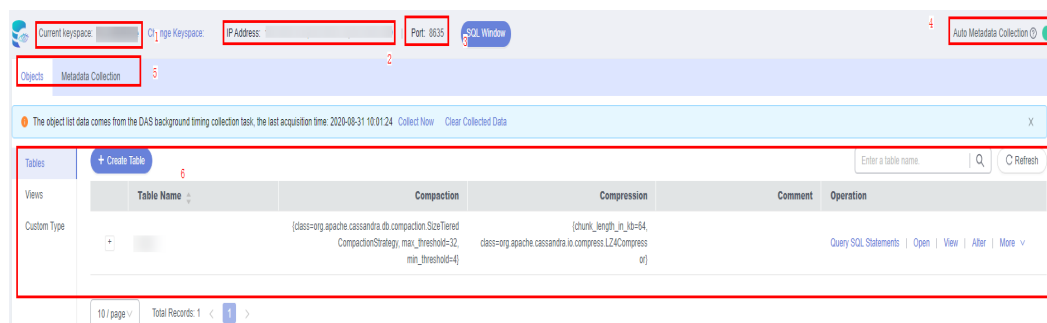 Current keyspace: Change Keyspace: IP Address: Port: 8635 SQL Window Auto Metadata Collection
1
2
3
4
Objects Metadata Collection 5
The object list data comes from the DAS background timing collection task, the last acquisition time: 2020-08-31 10:01:24 Collect Now Clear Collected Data X
Tables + Create Table Enter a table name. Refresh
6
Views Table Name Compaction Compression Comment Operation
Custom Type
{class=org.apache.cassandra.db.compaction.SizeTiered
CompactionStrategy, max_threshold=32,
min_threshold=4}
{chunk_length_in_kb=64,
class=org.apache.cassandra.io.compress.LZ4Compress
or}
Query SQL Statements | Open | View | Alter | More
10 / page Total Records: 1 < 1 >